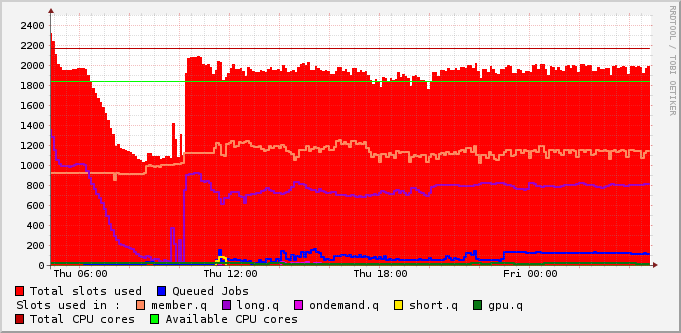 RRDTOOL / TOBI OETIKER
2400
2200
2000
1800
1600
1400
1200
1000
800
600
400
200
0
Thu 06:00 Thu 12:00 Thu 18:00 Fri 00:00
Total slots used Queued Jobs
Slots used in : member.q long.q ondemand.q short.q gpu.q
Total CPU cores Available CPU cores